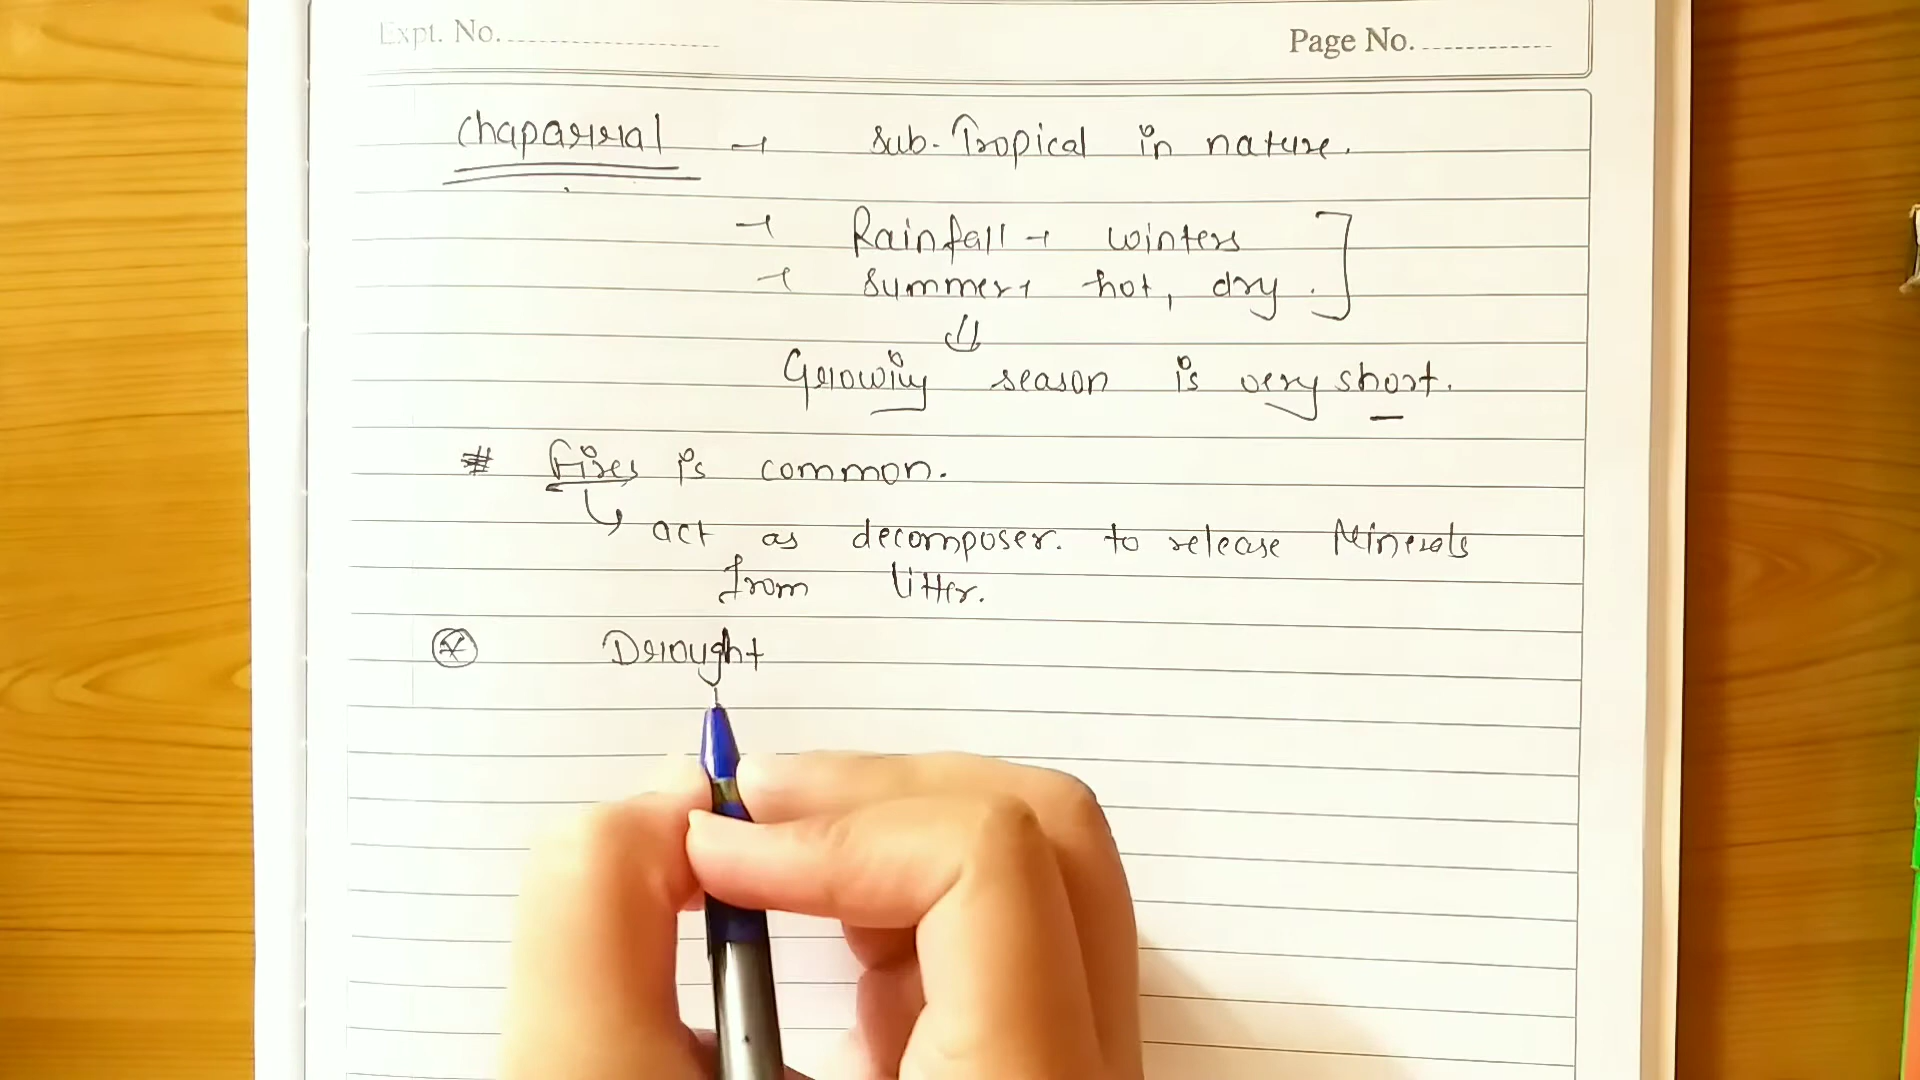 Expt. No. Page No.
Chaparral → Sub-Tropical in nature.
→ Rainfall → winters
→ Summer → hot, dry.
⇓
Growing season is very short.
# Fires is common.
↳ act as decomposer. to release Minerals
from litter.
Drought